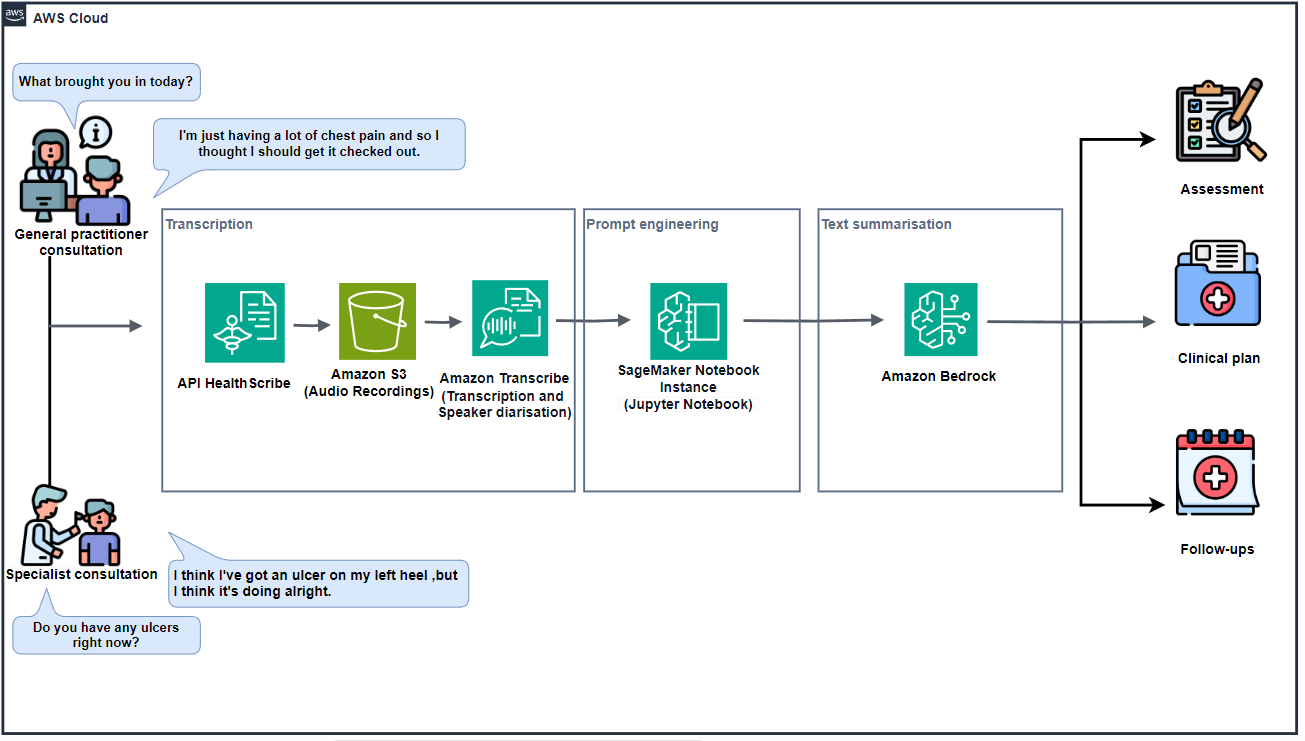 aws
AWS Cloud
What brought you in today?
I'm just having a lot of chest pain and so I
thought I should get it checked out.
General practitioner
consultation
Transcription
API HealthScribe
Amazon S3
(Audio Recordings)
Amazon Transcribe
(Transcription and
Speaker diarisation)
Prompt engineering
SageMaker Notebook
Instance
(Jupyter Notebook)
Text summarisation
Amazon Bedrock
Assessment
Clinical plan
Follow-ups
Specialist consultation
I think I've got an ulcer on my left heel ,but
I think it's doing alright.
Do you have any ulcers
right now?